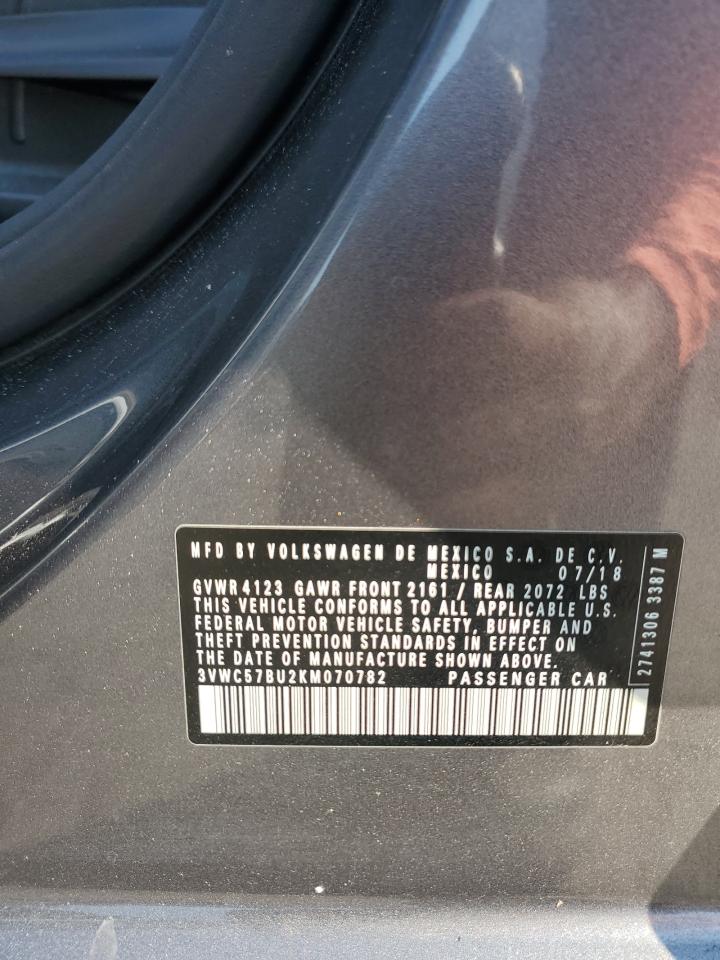 MFD BY VOLKSWAGEN DE MEXICO S.A. DE C.V.
MEXICO 07/18
GVWR 4123 GAWR FRONT 2161 / REAR 2072 LBS
THIS VEHICLE CONFORMS TO ALL APPLICABLE U.S.
FEDERAL MOTOR VEHICLE SAFETY, BUMPER AND
THEFT PREVENTION STANDARDS IN EFFECT ON
THE DATE OF MANUFACTURE SHOWN ABOVE.
3VWC57BU2KM070782 PASSENGER CAR
2741306 3387 M